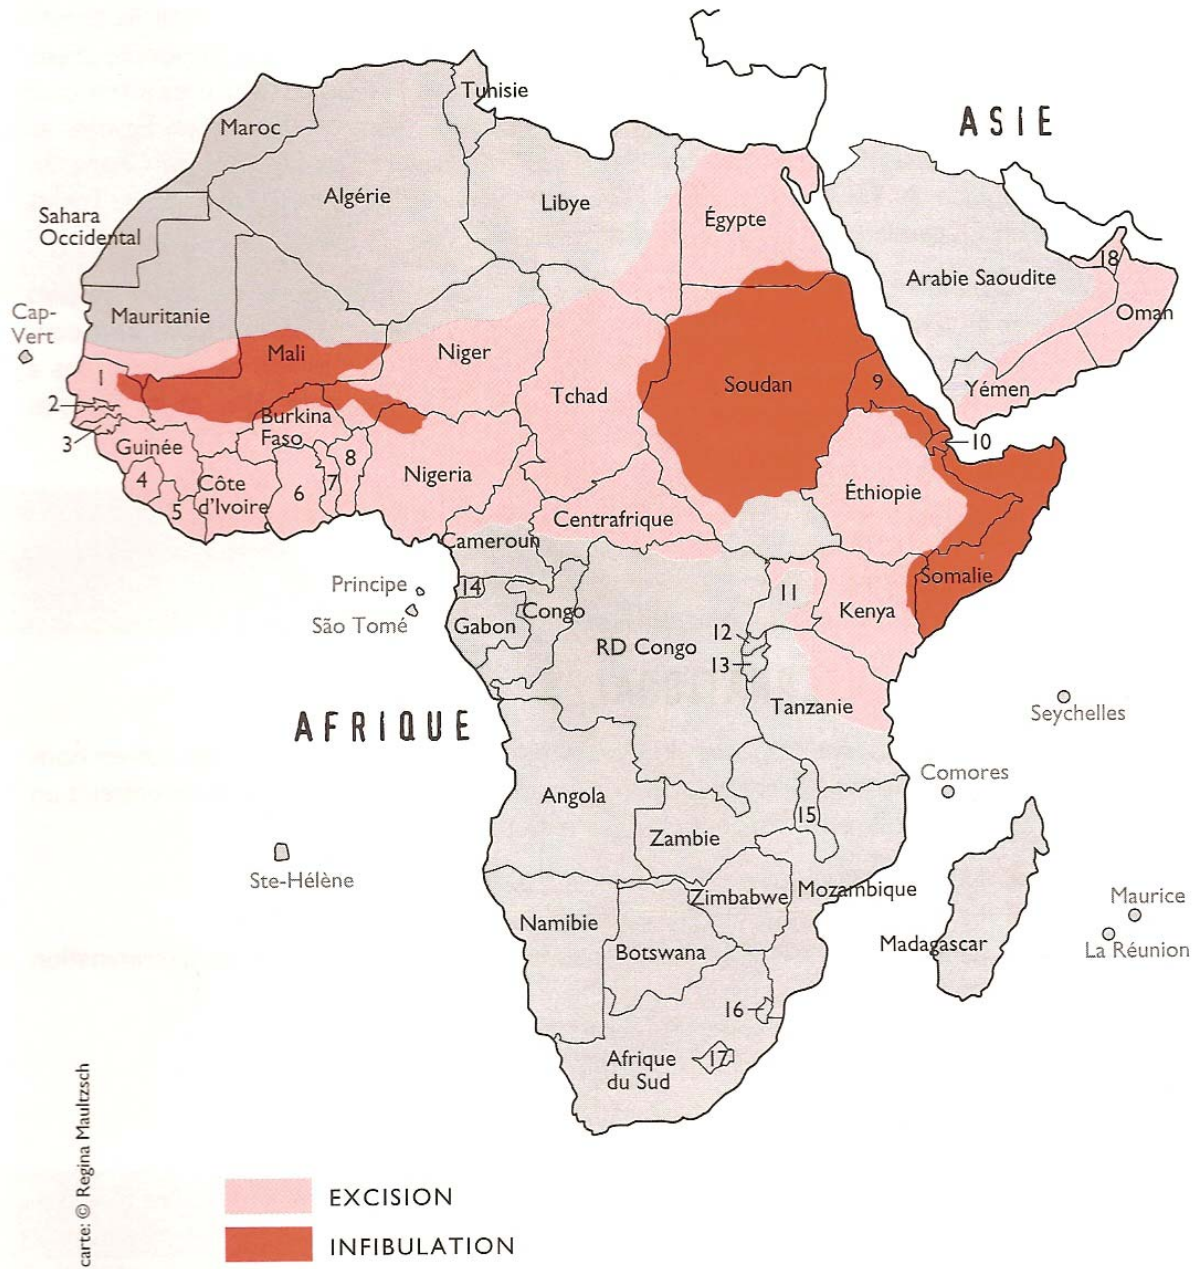 Tunisie
ASIE
Maroc
Algérie
Libye
Égypte
Sahara
Occidental
18
Arabie Saoudite
Cap-
Vert
Mauritanie
Oman
Mali
Niger
1
Soudan
9
Tchad
Yémen
2
Burkina
Faso
3
10
Guinée
8
Nigeria
4
Côte
d'Ivoire
6
7
Éthiopie
5
Centrafrique
Cameroun
Somalie
Principe
14
11
Congo
Kenya
São Tomé
Gabon
12
RD Congo
13
Tanzanie
Seychelles
AFRIQUE
Comores
Angola
15
Zambie
Ste-Hélène
Zimbabwe
Mozambique
Maurice
Namibie
Botswana
Madagascar
La Réunion
16
Afrique
du Sud
17
carte: © Regina Maultzsch
EXCISION
INFIBULATION